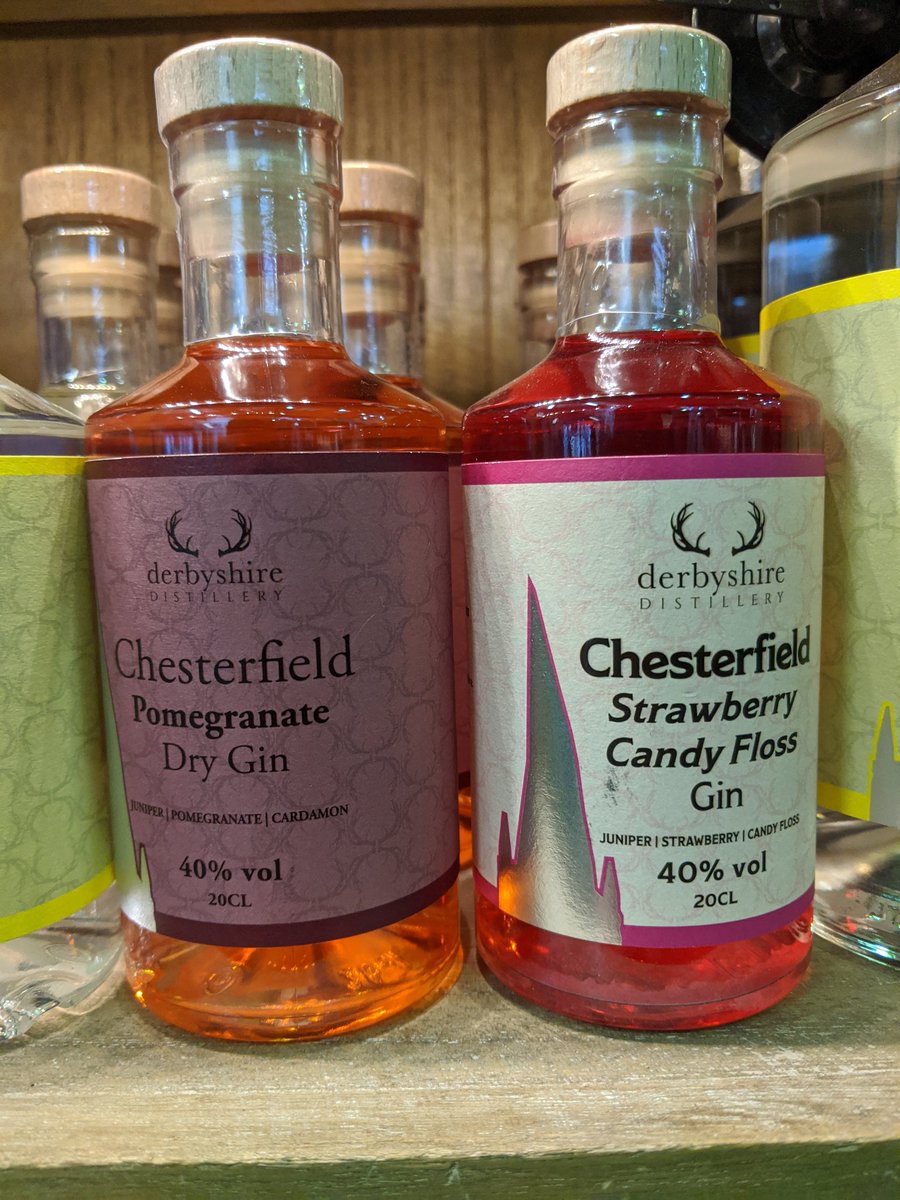 derbyshire
DISTILLERY
Chesterfield
Pomegranate
Dry Gin
JUNIPER | POMEGRANATE | CARDAMON
40% vol
20CL
derbyshire
DISTILLERY
Chesterfield
Strawberry
Candy Floss
Gin
JUNIPER | STRAWBERRY | CANDY FLOSS
40% vol
20CL